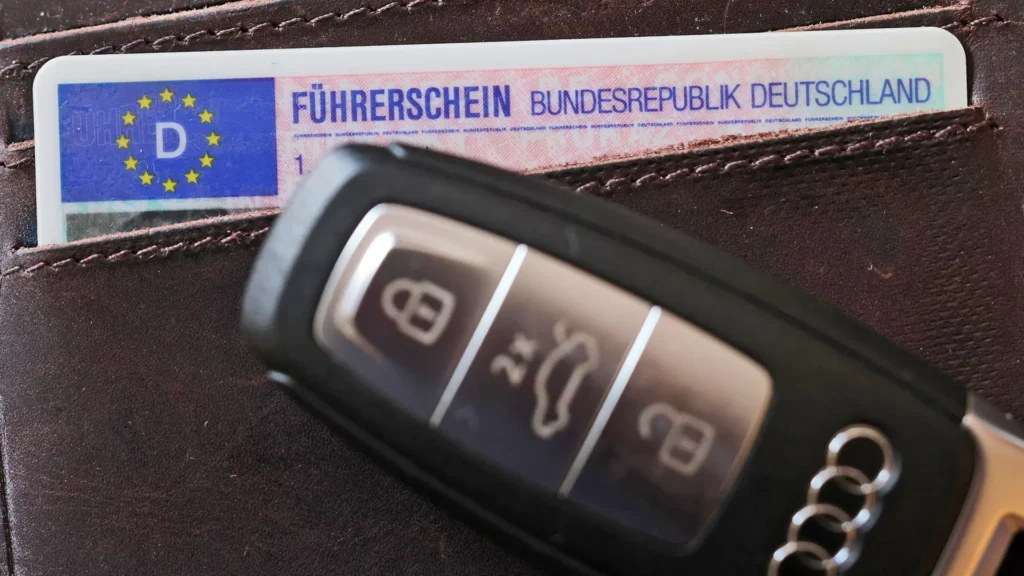 D
FÜHRERSCHEIN BUNDESREPUBLIK DEUTSCHLAND
1
2x